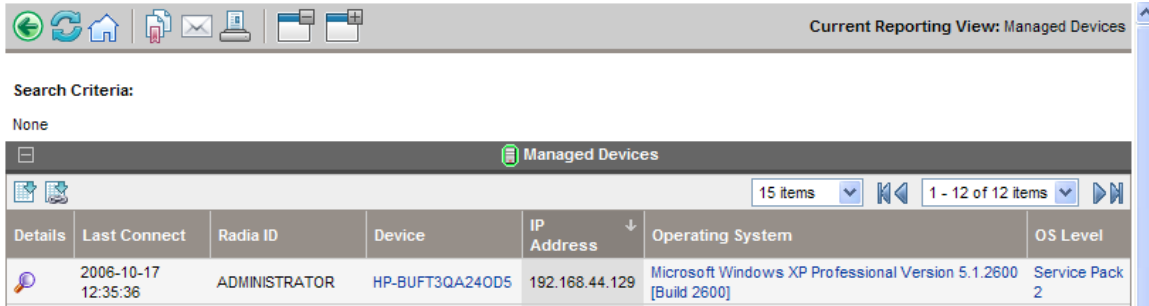 Current Reporting View: Managed Devices
Search Criteria:
None
Managed Devices
15 items 1 - 12 of 12 items
Details Last Connect Radia ID Device IP Address Operating System OS Level
2006-10-17 12:35:36 ADMINISTRATOR HP-BUFT3QA24OD5 192.168.44.129 Microsoft Windows XP Professional Version 5.1.2600 [Build 2600] Service Pack 2